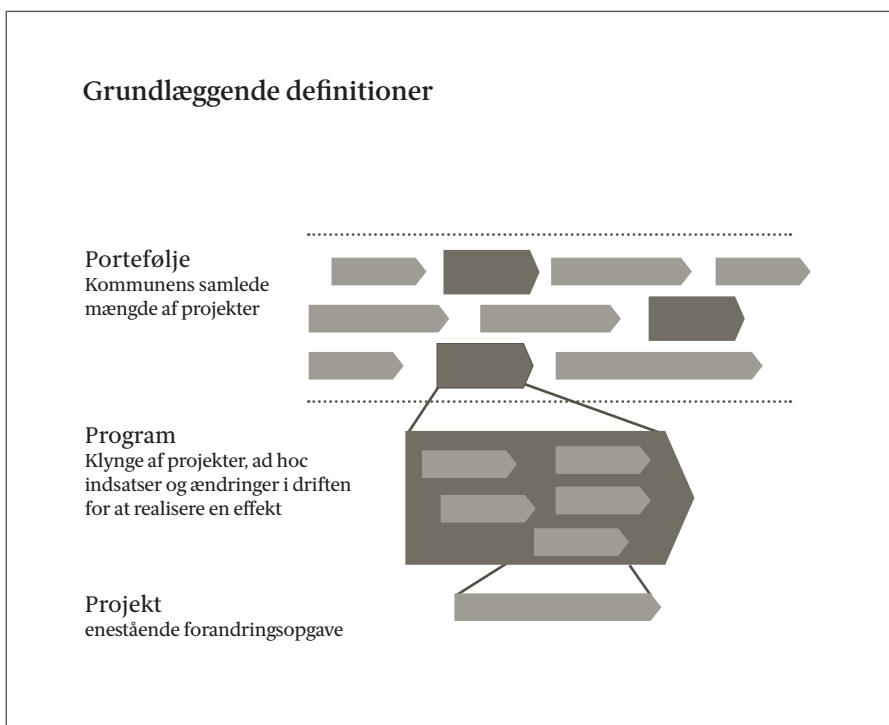 Grundlæggende definitioner
Portefølje
Kommunens samlede
mængde af projekter
Program
Klynge af projekter, ad hoc
indsatser og ændringer i driften
for at realisere en effekt
Projekt
enestående forandringsopgave